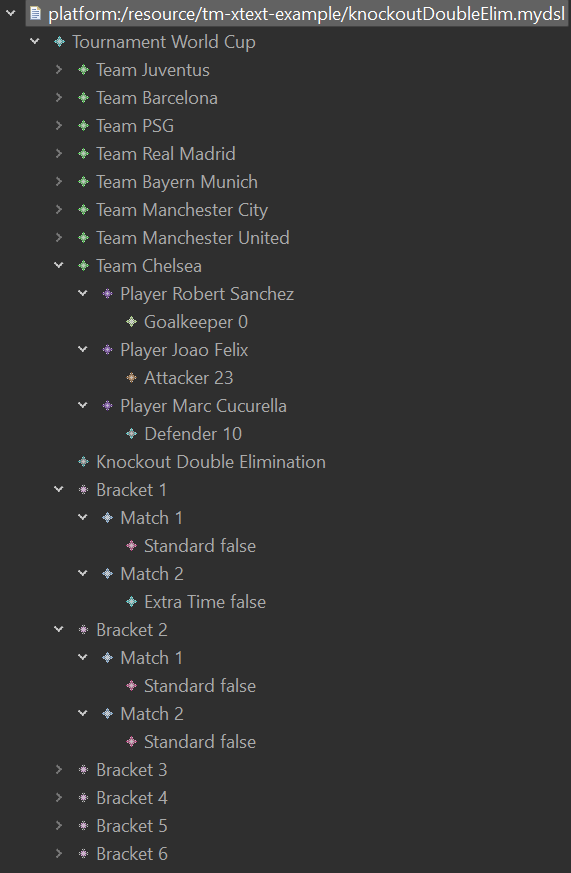 platform:/resource/tm-xtext-example/knockoutDoubleElim.mydsl
Tournament World Cup
Team Juventus
Team Barcelona
Team PSG
Team Real Madrid
Team Bayern Munich
Team Manchester City
Team Manchester United
Team Chelsea
Player Robert Sanchez
Goalkeeper 0
Player Joao Felix
Attacker 23
Player Marc Cucurella
Defender 10
Knockout Double Elimination
Bracket 1
Match 1
Standard false
Match 2
Extra Time false
Bracket 2
Match 1
Standard false
Match 2
Standard false
Bracket 3
Bracket 4
Bracket 5
Bracket 6